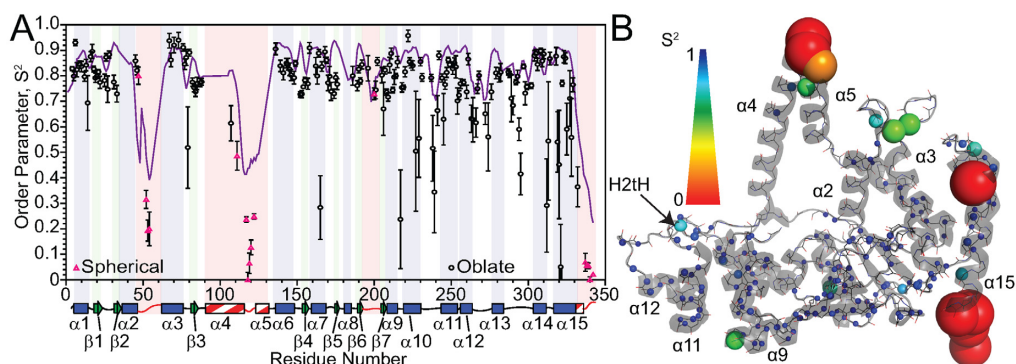 A
Order Parameter, S²
1.0
0.9
0.8
0.7
0.6
0.5
0.4
0.3
0.2
0.1
0
Spherical
Oblate
0 50 100 150 200 250 300 350
α1 α2 α3 α4 α5 α6 α7 α8 α9 α11 α13 α14 α15
β1 β2 β3 β4 β5 β6 β7 α10 α12
Residue Number
B
S²
1
0
H2tH
α4
α5
α3
α2
α15
α12
α11
α9